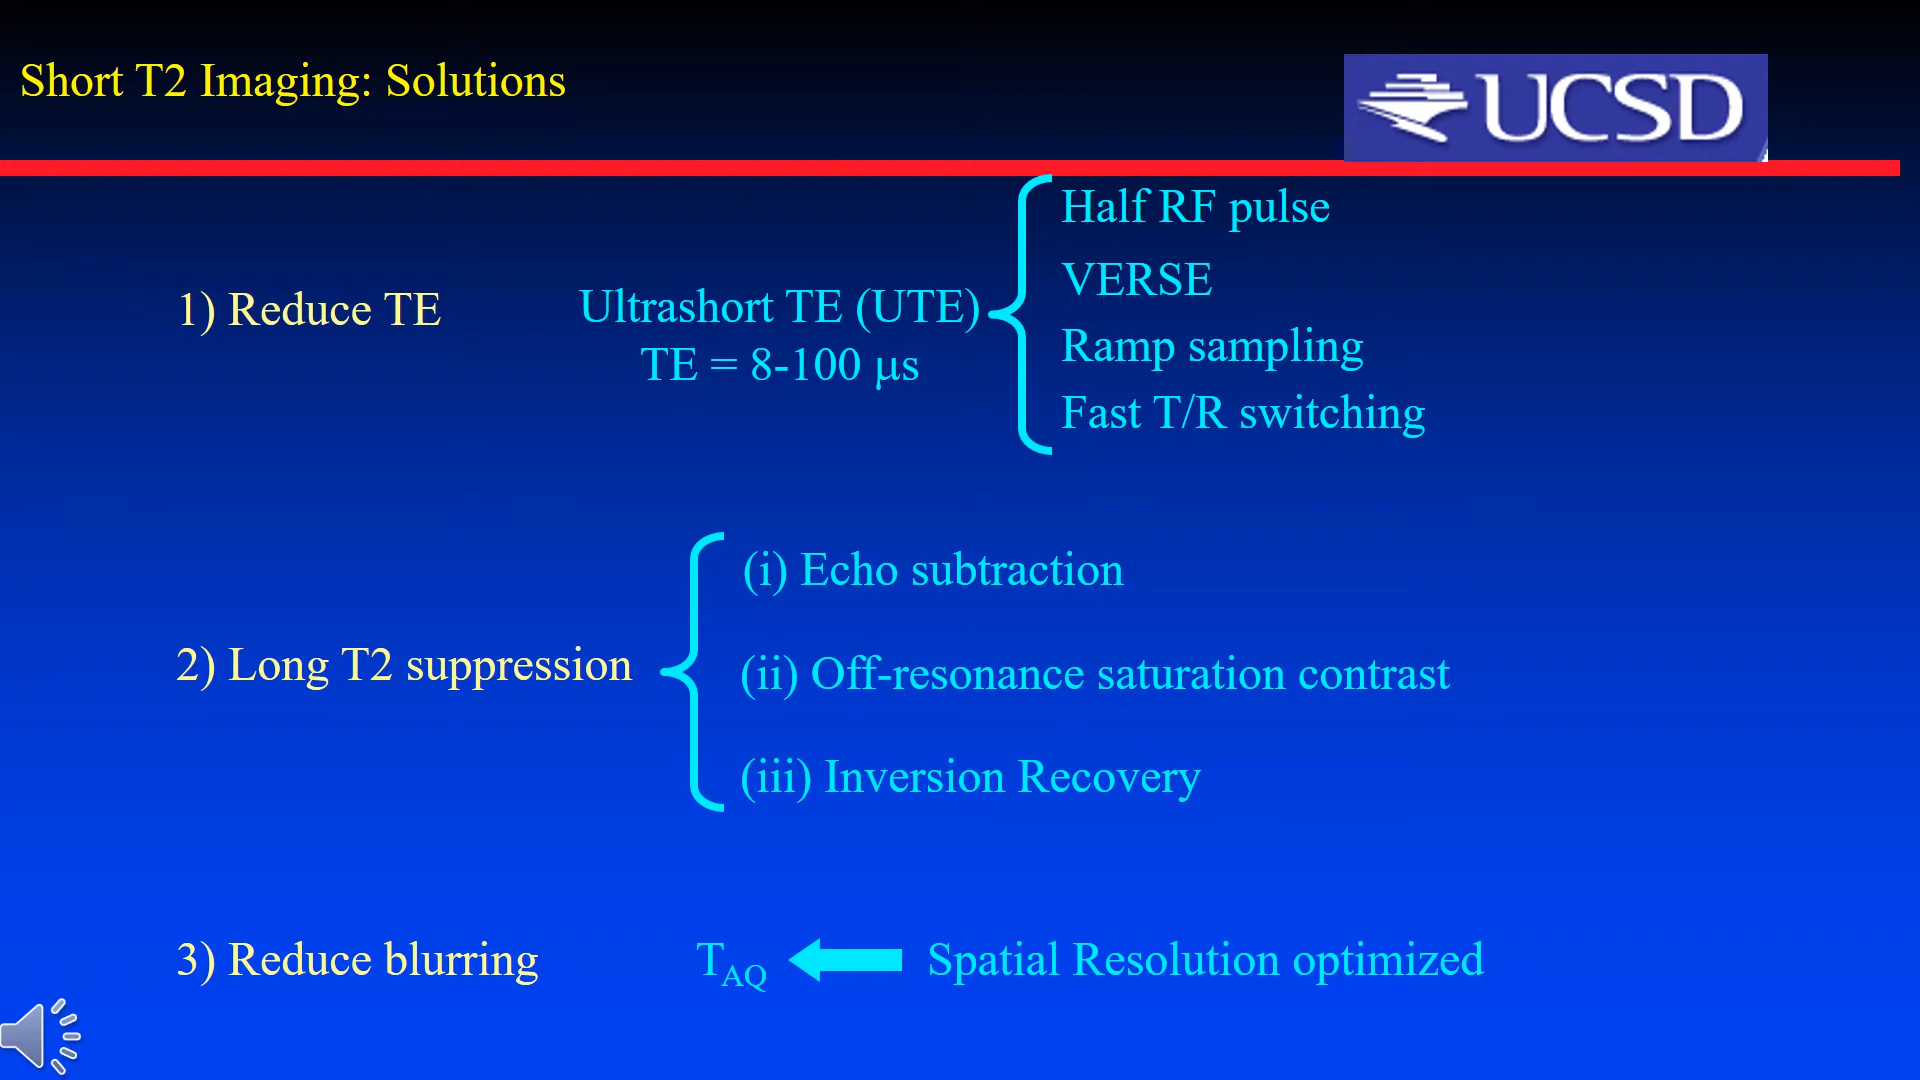 Short T2 Imaging: Solutions
UCSD
1) Reduce TE
Ultrashort TE (UTE)
TE = 8-100 μs
Half RF pulse
VERSE
Ramp sampling
Fast T/R switching
2) Long T2 suppression
(i) Echo subtraction
(ii) Off-resonance saturation contrast
(iii) Inversion Recovery
3) Reduce blurring
TAQ
Spatial Resolution optimized